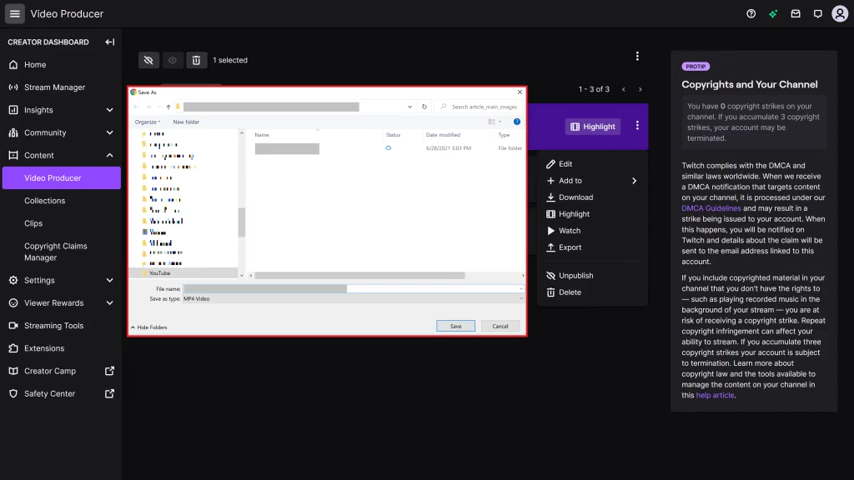 Video Producer
CREATOR DASHBOARD
Home
Stream Manager
Insights
Community
Content
Video Producer
Collections
Clips
Copyright Claims
Manager
Settings
Viewer Rewards
Streaming Tools
Extensions
Creator Camp
Safety Center
1 selected
1 - 3 of 3
Highlight
Save As
Search article_main_images
Organize
New folder
Name
Status
Date modified
Type
6/28/2021 5:03 PM
File folder
YouTube
File name:
Save as type:
MP4 Video
Hide Folders
Save
Cancel
Edit
Add to
Download
Highlight
Watch
Export
Unpublish
Delete
PROTIP
Copyrights and Your Channel
You have 0 copyright strikes on your
channel. If you accumulate 3 copyright
strikes, your account may be
terminated.
Twitch complies with the DMCA and
similar laws worldwide. When we receive
a DMCA notification that targets content
on your channel, it is processed under our
DMCA Guidelines and may result in a
strike being issued to your account. When
this happens, you will be notified on
Twitch and details about the claim will be
sent to the email address linked to this
account.
If you include copyrighted material in your
channel that you don't have the rights to
— such as playing recorded music in the
background of your stream — you are at
risk of receiving a copyright strike. Repeat
copyright infringement can affect your
ability to stream. If you accumulate three
copyright strikes your account is subject
to termination. Learn more about
copyright law and the tools available to
manage the content on your channel in
this help article.